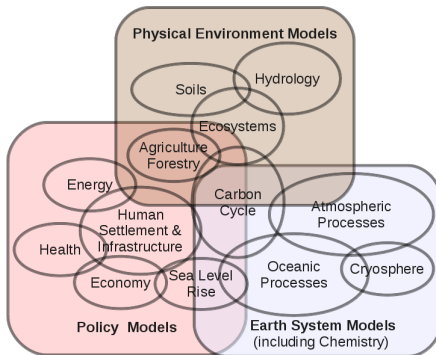 Physical Environment Models
Hydrology
Soils
Ecosystems
Agriculture
Forestry
Energy
Carbon
Cycle
Human
Settlement &
Infrastructure
Atmospheric
Processes
Health
Economy
Sea Level
Rise
Oceanic
Processes
Cryosphere
Policy Models
Earth System Models
(including Chemistry)